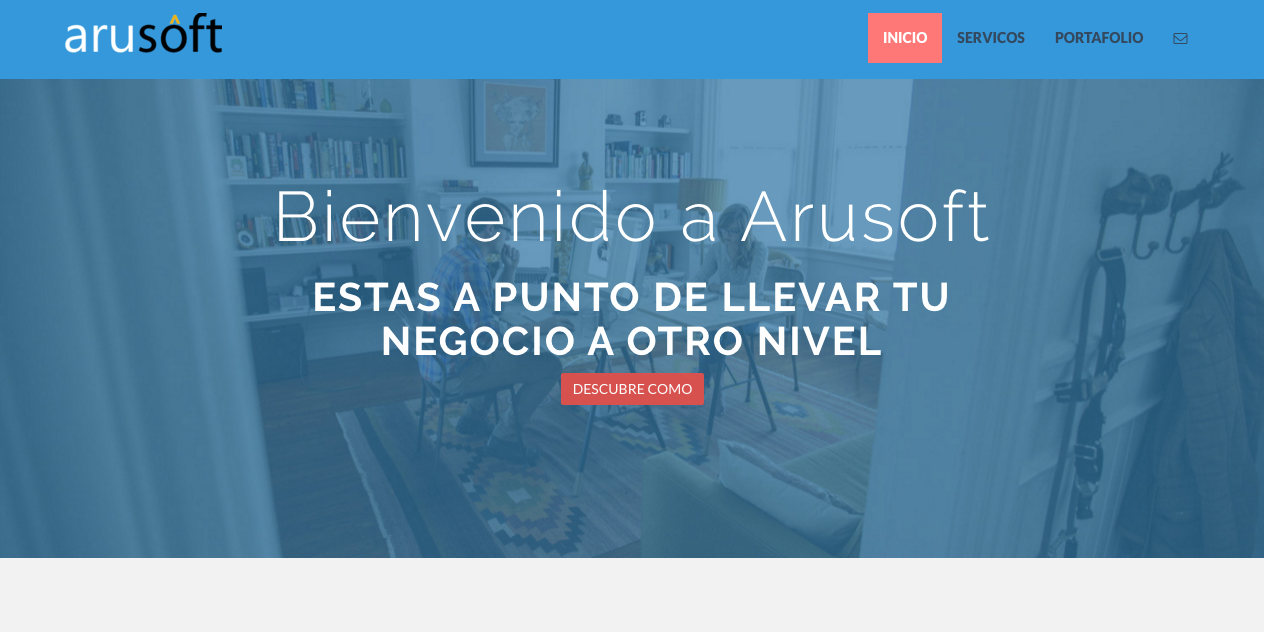 arusoft
INICIO
SERVICOS
PORTAFOLIO
Bienvenido a Arusoft
ESTAS A PUNTO DE LLEVAR TU
NEGOCIO A OTRO NIVEL
DESCUBRE COMO